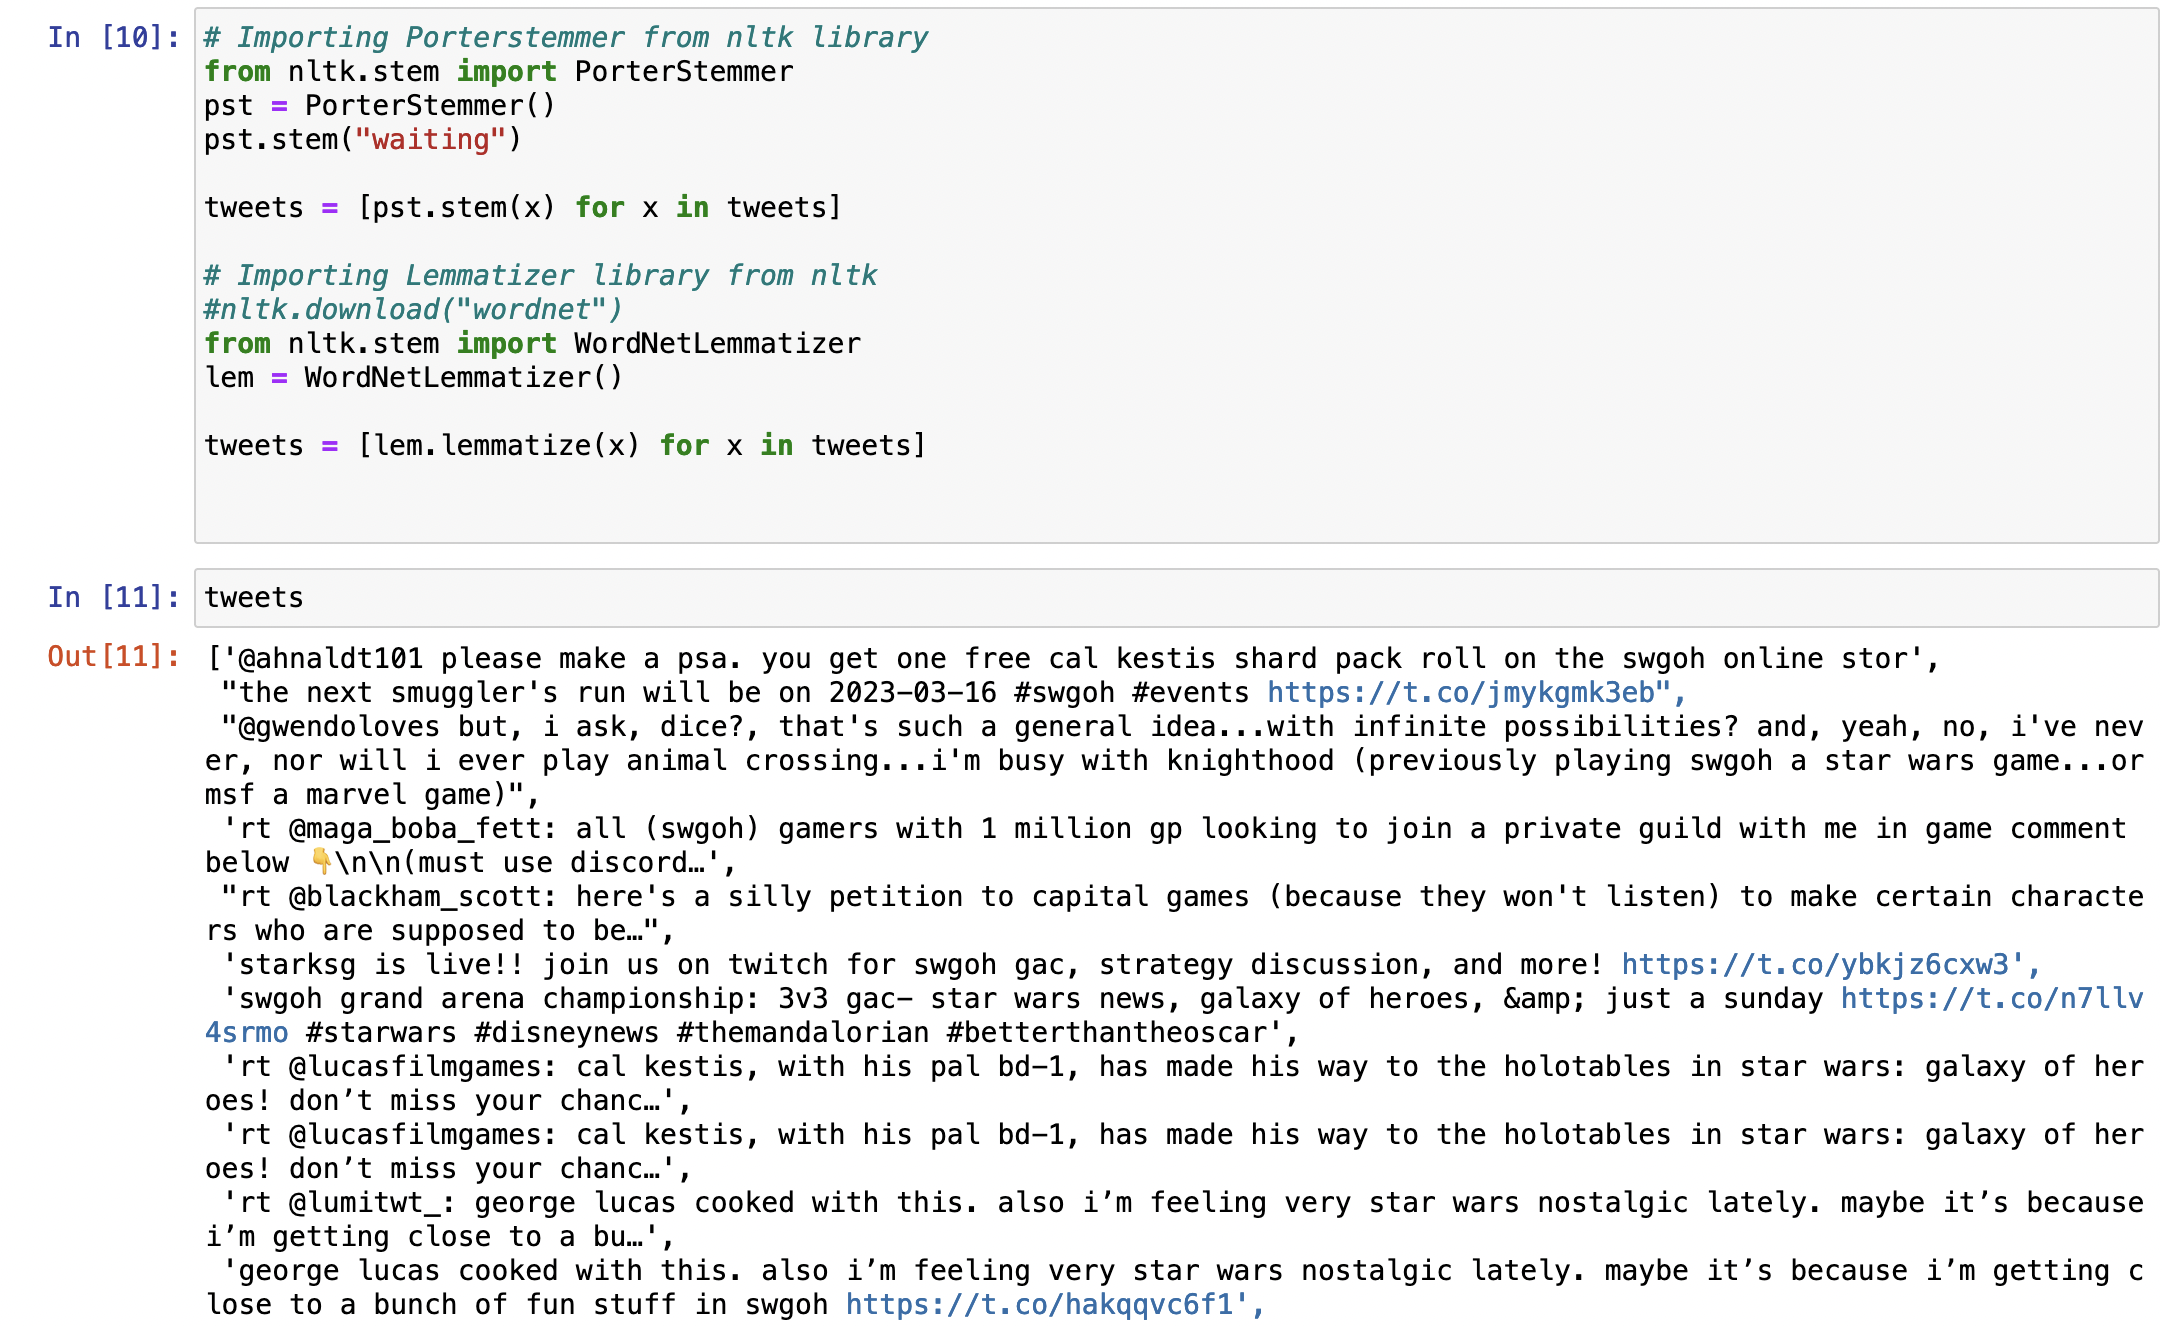 In [10]:
# Importing Porterstemmer from nltk library
from nltk.stem import PorterStemmer
pst = PorterStemmer()
pst.stem("waiting")
tweets = [pst.stem(x) for x in tweets]
# Importing Lemmatizer library from nltk
#nltk.download("wordnet")
from nltk.stem import WordNetLemmatizer
lem = WordNetLemmatizer()
tweets = [lem.lemmatize(x) for x in tweets]
In [11]:
tweets
Out[11]:
['@ahnaldt101 please make a psa. you get one free cal kestis shard pack roll on the swgoh online stor',
"the next smuggler's run will be on 2023-03-16 #swgoh #events https://t.co/jmykgmk3eb",
"@gwendoloves but, i ask, dice?, that's such a general idea...with infinite possibilities? and, yeah, no, i've nev
er, nor will i ever play animal crossing...i'm busy with knighthood (previously playing swgoh a star wars game...or
msf a marvel game)",
'rt @maga_boba_fett: all (swgoh) gamers with 1 million gp looking to join a private guild with me in game comment
below 👇\n\n(must use discord…',
"rt @blackham_scott: here's a silly petition to capital games (because they won't listen) to make certain characte
rs who are supposed to be…",
'starksg is live!! join us on twitch for swgoh gac, strategy discussion, and more! https://t.co/ybkjz6cxw3',
'swgoh grand arena championship: 3v3 gac- star wars news, galaxy of heroes, &amp; just a sunday https://t.co/n7llv
4srmo #starwars #disneynews #themandalorian #betterthantheoscar',
'rt @lucasfilmgames: cal kestis, with his pal bd-1, has made his way to the holotables in star wars: galaxy of her
oes! don’t miss your chanc…',
'rt @lucasfilmgames: cal kestis, with his pal bd-1, has made his way to the holotables in star wars: galaxy of her
oes! don’t miss your chanc…',
'rt @lumitwt_: george lucas cooked with this. also i’m feeling very star wars nostalgic lately. maybe it’s because
i’m getting close to a bu…',
'george lucas cooked with this. also i’m feeling very star wars nostalgic lately. maybe it’s because i’m getting c
lose to a bunch of fun stuff in swgoh https://t.co/hakqqvc6f1',